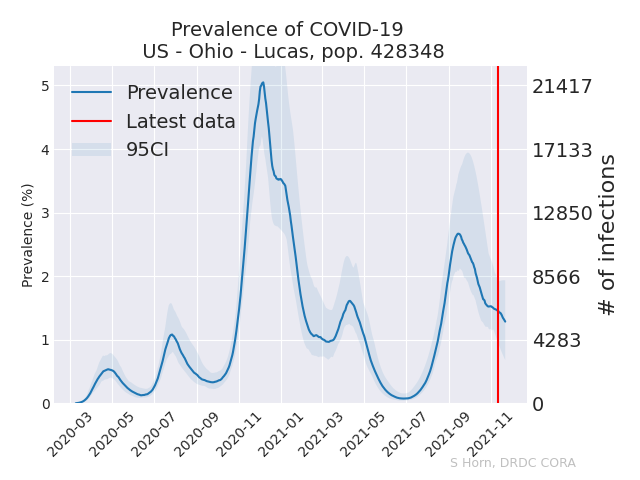 Prevalence of COVID-19
US - Ohio - Lucas, pop. 428348
Prevalence
Latest data
95CI
Prevalence (%)
5
4
3
2
1
0
21417
17133
12850
8566
4283
0
# of infections
2020-03
2020-05
2020-07
2020-09
2020-11
2021-01
2021-03
2021-05
2021-07
2021-09
2021-11
S Horn, DRDC CORA